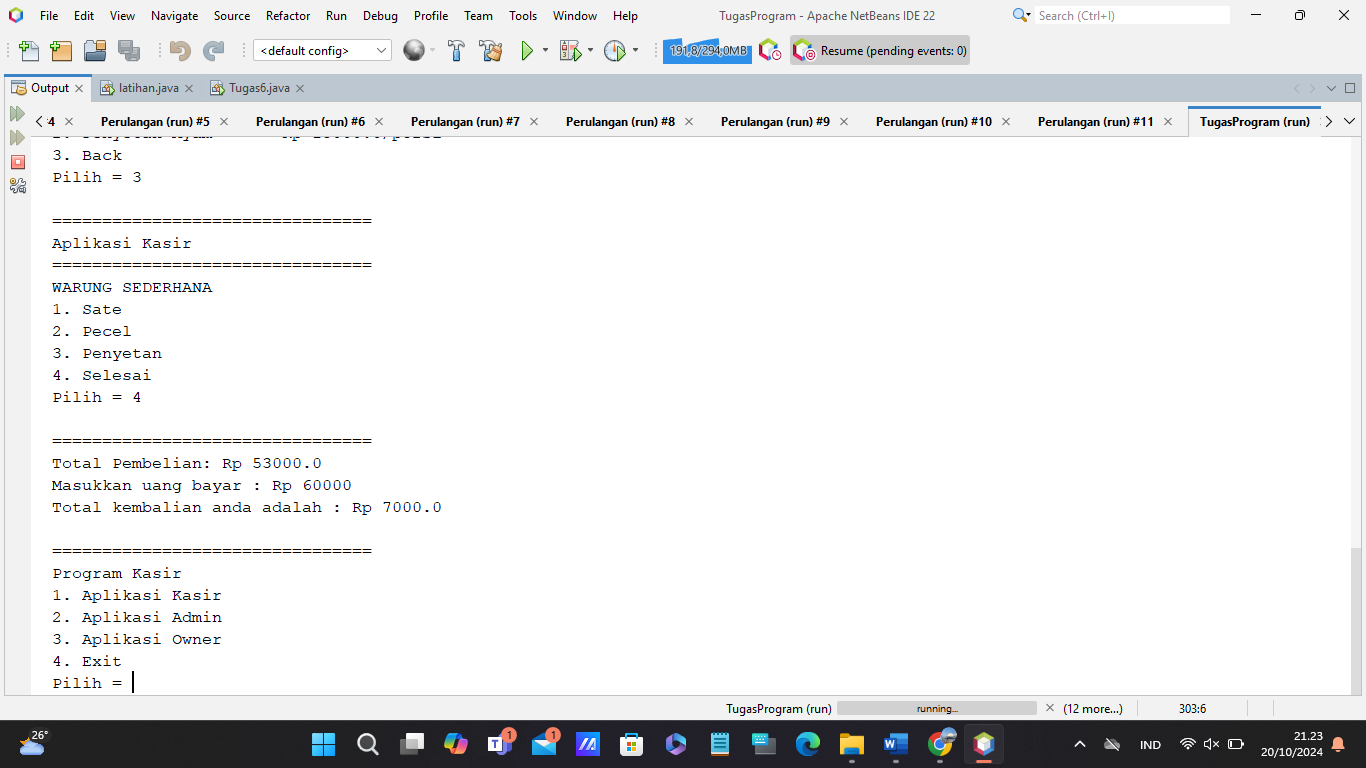 File Edit View Navigate Source Refactor Run Debug Profile Team Tools Window Help
TugasProgram - Apache NetBeans IDE 22
Search (Ctrl+I)
<default config>
191,8/294,0MB
Resume (pending events: 0)
Output
latihan.java
Tugas6.java
4
Perulangan (run) #5
Perulangan (run) #6
Perulangan (run) #7
Perulangan (run) #8
Perulangan (run) #9
Perulangan (run) #10
Perulangan (run) #11
TugasProgram (run)
3. Back
Pilih = 3
================================
Aplikasi Kasir
================================
WARUNG SEDERHANA
1. Sate
2. Pecel
3. Penyetan
4. Selesai
Pilih = 4
================================
Total Pembelian: Rp 53000.0
Masukkan uang bayar : Rp 60000
Total kembalian anda adalah : Rp 7000.0
================================
Program Kasir
1. Aplikasi Kasir
2. Aplikasi Admin
3. Aplikasi Owner
4. Exit
Pilih =
TugasProgram (run)
running...
(12 more...)
303:6
26°
1
1
IND
21.23
20/10/2024